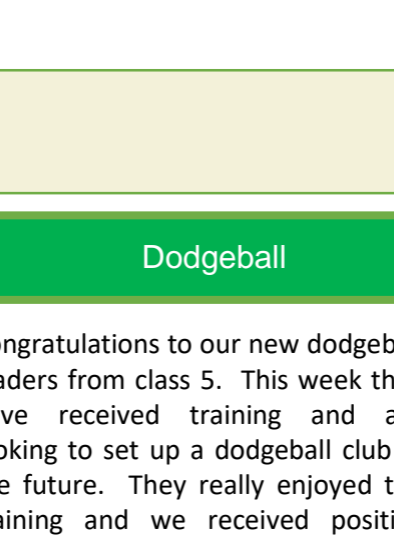 Dodgeball
ongratulations to our new dodgeb
aders from class 5. This week th
ve received training and a
oking to set up a dodgeball club
e future. They really enjoyed t
aining and we received positi